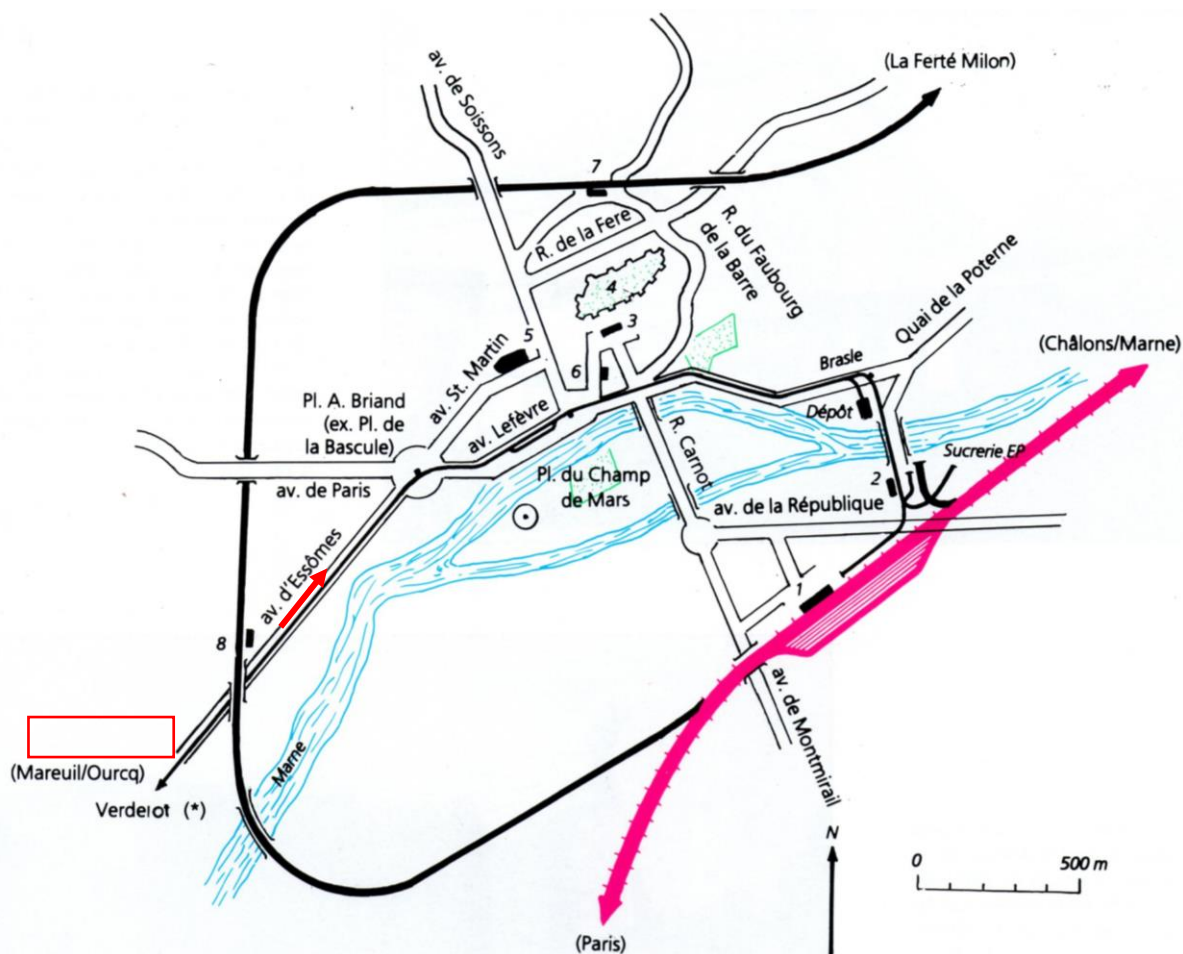 (La Ferté Milon)
av. de Soissons
7
R. de la Fere
R. du Faubourg
de la Barre
4
3
5
Quai de la Poterne
(Châlons/Marne)
av. St. Martin
6
Brasle
Pl. A. Briand
(ex. Pl. de
la Bascule)
av. Lefèvre
Dépôt
R. Carnot
Sucrerie EP
av. de Paris
Pl. du Champ
de Mars
2
av. de la République
av. d'Essômes
1
8
av. de Montmirail
Marne
(Mareuil/Ourcq)
Verderot (*)
N
0 500 m
(Paris)